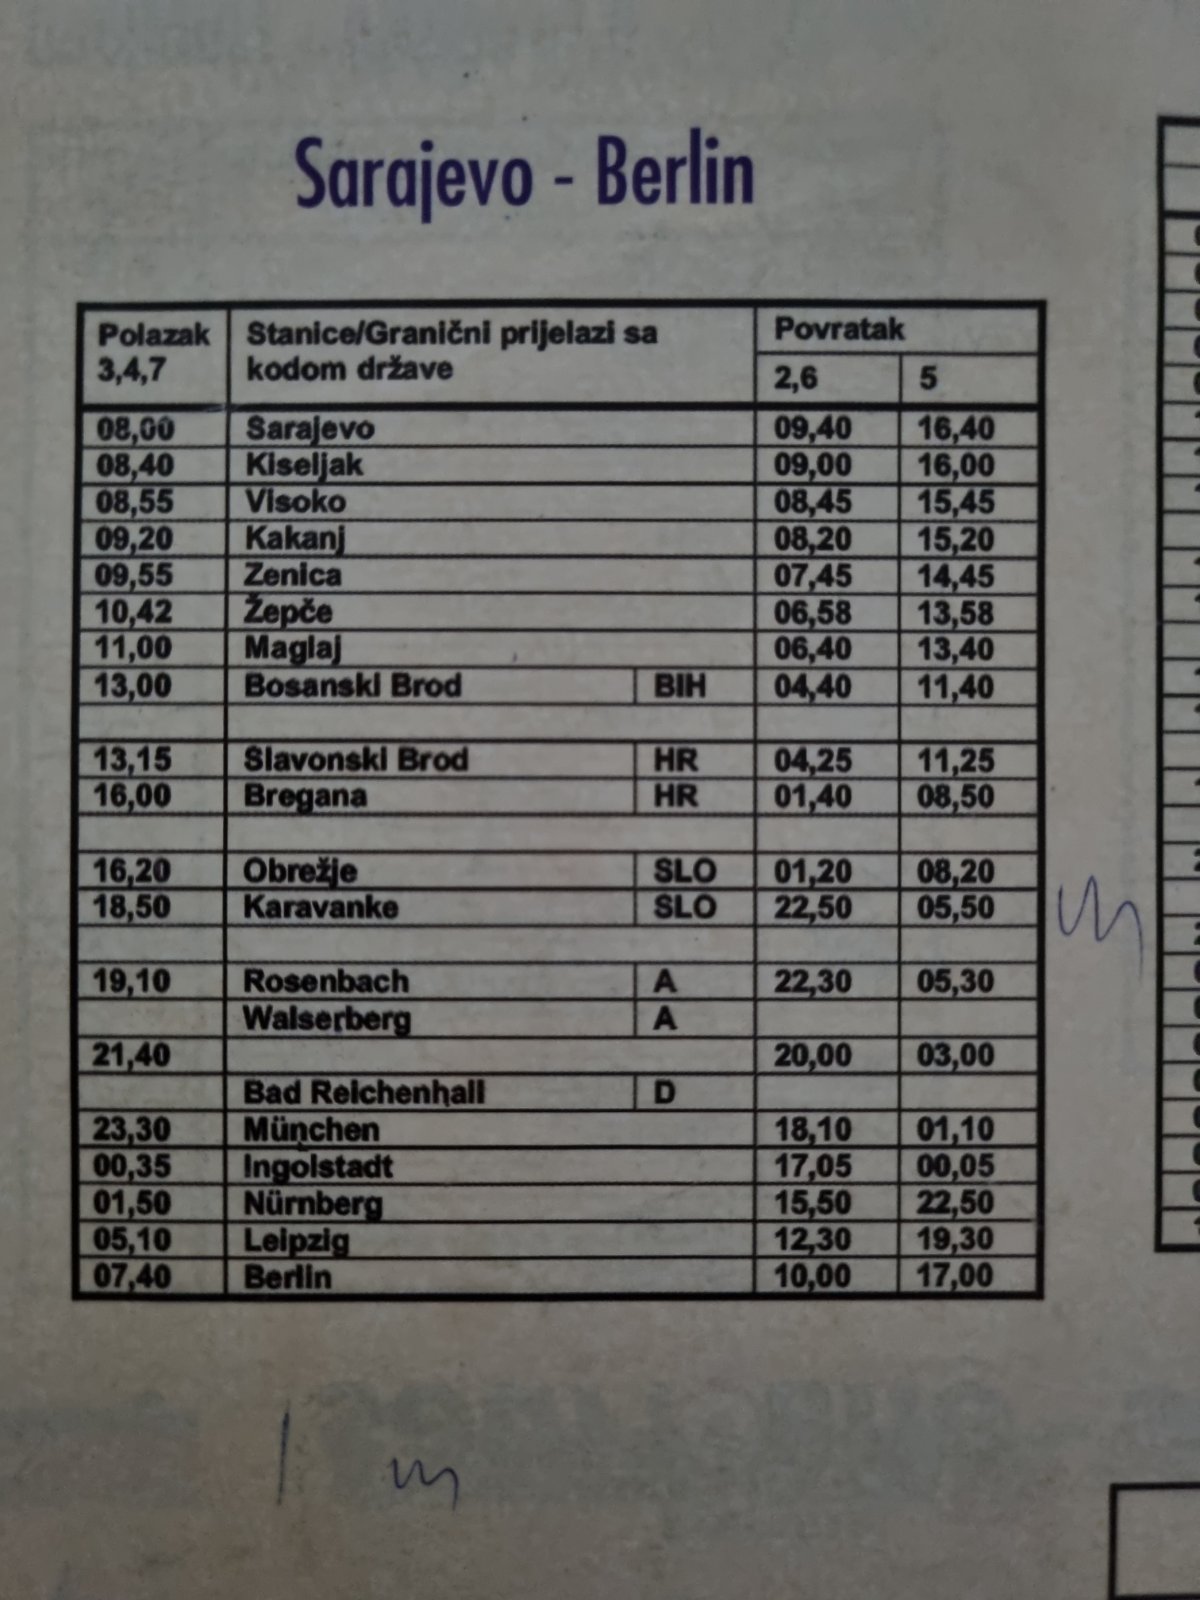 Sarajevo - Berlin
Polazak Stanice/Granični prijelazi sa Povratak
3,4,7 kodom države 2,6 5
08,00 Sarajevo 09,40 16,40
08,40 Kiseljak 09,00 16,00
08,55 Visoko 08,45 15,45
09,20 Kakanj 08,20 15,20
09,55 Zenica 07,45 14,45
10,42 Žepče 06,58 13,58
11,00 Maglaj 06,40 13,40
13,00 Bosanski Brod BIH 04,40 11,40
13,15 Slavonski Brod HR 04,25 11,25
16,00 Bregana HR 01,40 08,50
16,20 Obrežje SLO 01,20 08,20
18,50 Karavanke SLO 22,50 05,50
19,10 Rosenbach A 22,30 05,30
Walserberg A
21,40 20,00 03,00
Bad Reichenhall D
23,30 München 18,10 01,10
00,35 Ingolstadt 17,05 00,05
01,50 Nürnberg 15,50 22,50
05,10 Leipzig 12,30 19,30
07,40 Berlin 10,00 17,00